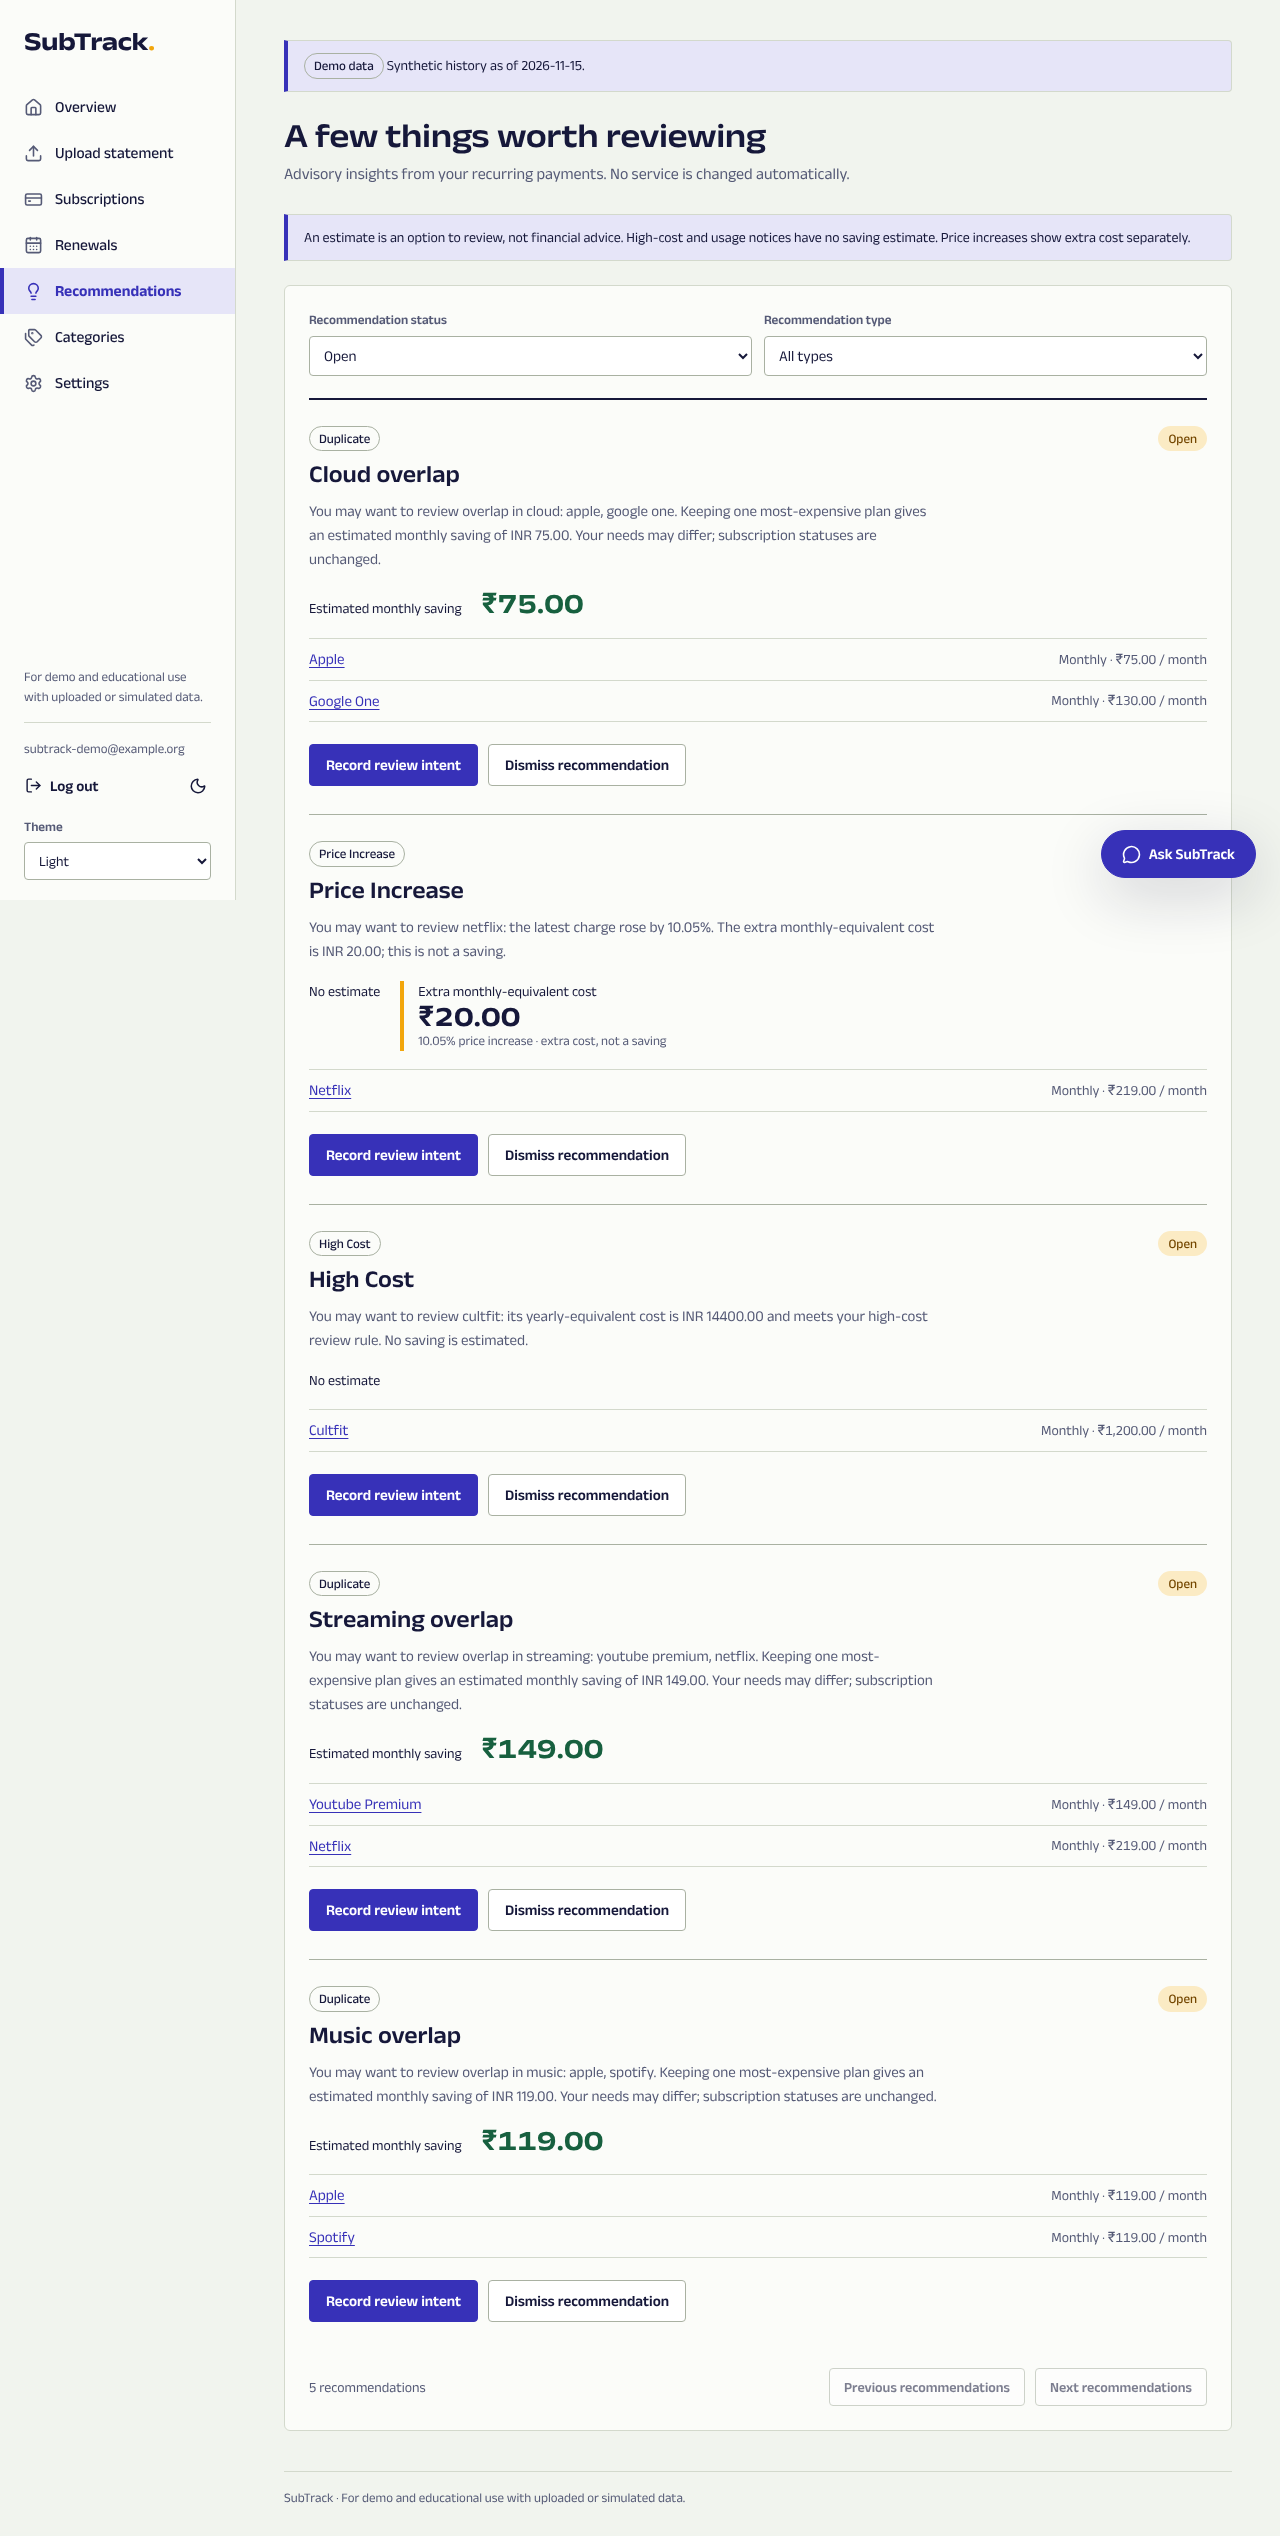 SubTrack.
Overview
Upload statement
Subscriptions
Renewals
Recommendations
Categories
Settings
For demo and educational use
with uploaded or simulated data.
subtrack-demo@example.org
Log out
Theme
Light
Demo data Synthetic history as of 2026-11-15.
A few things worth reviewing
Advisory insights from your recurring payments. No service is changed automatically.
An estimate is an option to review, not financial advice. High-cost and usage notices have no saving estimate. Price increases show extra cost separately.
Recommendation status
Recommendation type
Open
All types
Duplicate
Open
Cloud overlap
You may want to review overlap in cloud: apple, google one. Keeping one most-expensive plan gives
an estimated monthly saving of INR 75.00. Your needs may differ; subscription statuses are
unchanged.
Estimated monthly saving ₹75.00
Apple
Monthly · ₹75.00 / month
Google One
Monthly · ₹130.00 / month
Record review intent
Dismiss recommendation
Price Increase
Ask SubTrack
Price Increase
You may want to review netflix: the latest charge rose by 10.05%. The extra monthly-equivalent cost
is INR 20.00; this is not a saving.
No estimate
Extra monthly-equivalent cost
₹20.00
10.05% price increase · extra cost, not a saving
Netflix
Monthly · ₹219.00 / month
Record review intent
Dismiss recommendation
High Cost
Open
High Cost
You may want to review cultfit: its yearly-equivalent cost is INR 14400.00 and meets your high-cost
review rule. No saving is estimated.
No estimate
Cultfit
Monthly · ₹1,200.00 / month
Record review intent
Dismiss recommendation
Duplicate
Open
Streaming overlap
You may want to review overlap in streaming: youtube premium, netflix. Keeping one most-
expensive plan gives an estimated monthly saving of INR 149.00. Your needs may differ; subscription
statuses are unchanged.
Estimated monthly saving ₹149.00
Youtube Premium
Monthly · ₹149.00 / month
Netflix
Monthly · ₹219.00 / month
Record review intent
Dismiss recommendation
Duplicate
Open
Music overlap
You may want to review overlap in music: apple, spotify. Keeping one most-expensive plan gives an
estimated monthly saving of INR 119.00. Your needs may differ; subscription statuses are unchanged.
Estimated monthly saving ₹119.00
Apple
Monthly · ₹119.00 / month
Spotify
Monthly · ₹119.00 / month
Record review intent
Dismiss recommendation
5 recommendations
Previous recommendations
Next recommendations
SubTrack · For demo and educational use with uploaded or simulated data.